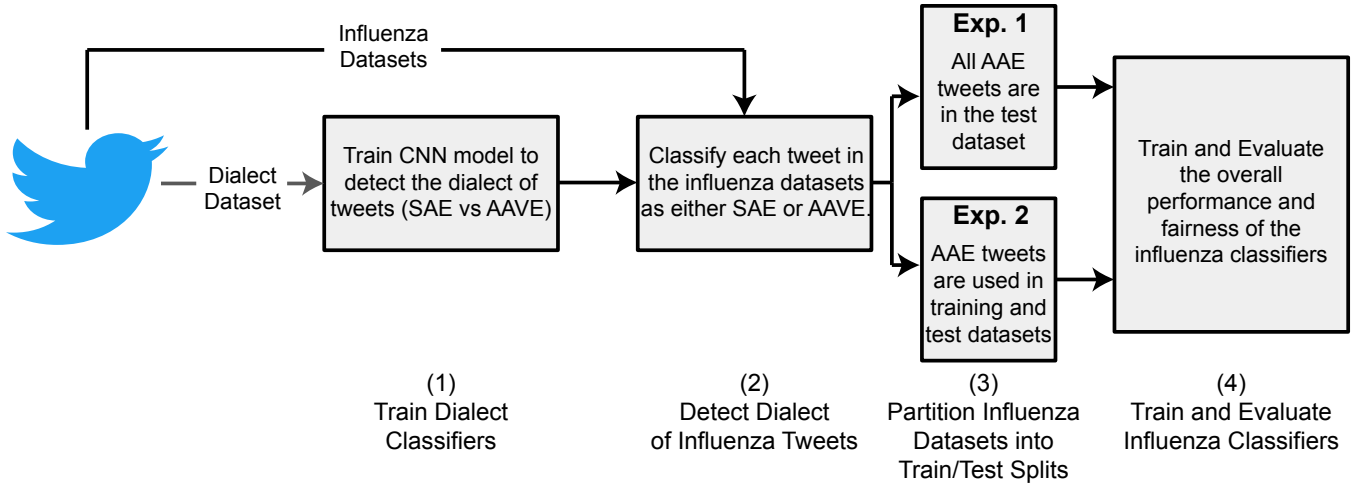 Influenza
Datasets
Dialect
Dataset
Train CNN model to
detect the dialect of
tweets (SAE vs AAVE)
Classify each tweet in
the influenza datasets
as either SAE or AAVE.
Exp. 1
All AAE
tweets are
in the test
dataset
Exp. 2
AAE tweets
are used in
training and
test datasets
Train and Evaluate
the overall
performance and
fairness of the
influenza classifiers
(1)
Train Dialect
Classifiers
(2)
Detect Dialect
of Influenza Tweets
(3)
Partition Influenza
Datasets into
Train/Test Splits
(4)
Train and Evaluate
Influenza Classifiers